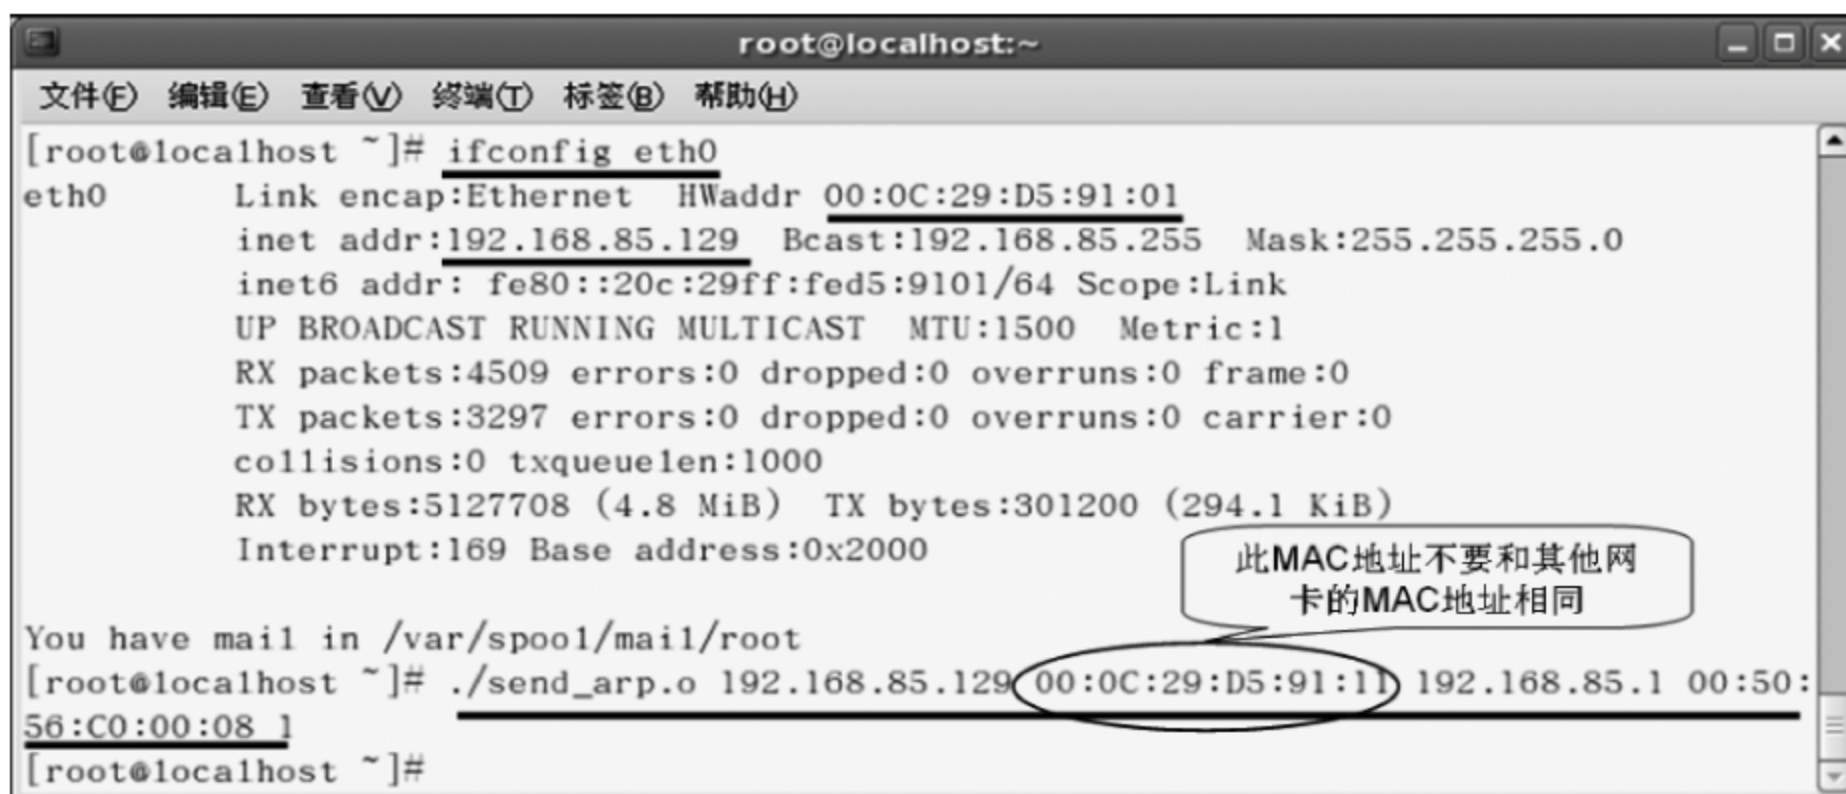 root@localhost:~
文件(F) 编辑(E) 查看(V) 终端(T) 标签(B) 帮助(H)
[root@localhost ~]# ifconfig eth0
eth0 Link encap:Ethernet HWaddr 00:0C:29:D5:91:01
inet addr:192.168.85.129 Bcast:192.168.85.255 Mask:255.255.255.0
inet6 addr: fe80::20c:29ff:fed5:9101/64 Scope:Link
UP BROADCAST RUNNING MULTICAST MTU:1500 Metric:1
RX packets:4509 errors:0 dropped:0 overruns:0 frame:0
TX packets:3297 errors:0 dropped:0 overruns:0 carrier:0
collisions:0 txqueuelen:1000
RX bytes:5127708 (4.8 MiB) TX bytes:301200 (294.1 KiB)
Interrupt:169 Base address:0x2000
此MAC地址不要和其他网
卡的MAC地址相同
You have mail in /var/spool/mail/root
[root@localhost ~]# ./send_arp.o 192.168.85.129 00:0C:29:D5:91:11 192.168.85.1 00:50:
56:C0:00:08 1
[root@localhost ~]#